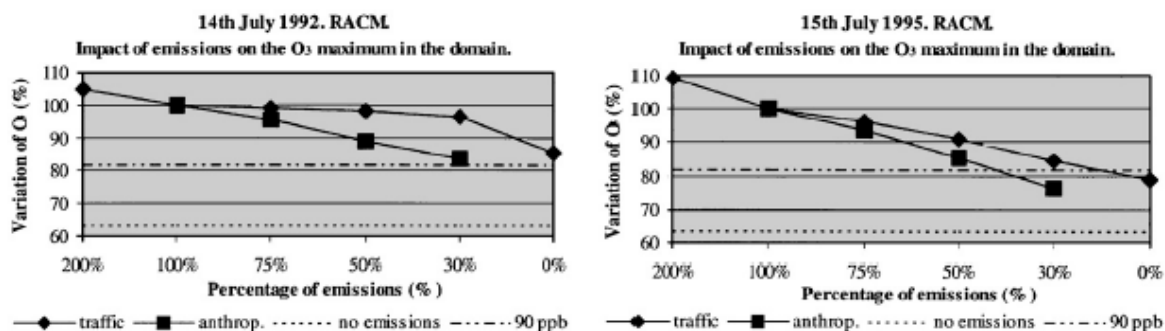 14th July 1992. RACM.
Impact of emissions on the O3 maximum in the domain.
Variation of O (%)
110
100
90
80
70
60
200% 100% 75% 50% 30% 0%
Percentage of emissions (%)
traffic anthrop. no emissions 90 ppb
15th July 1995. RACM.
Impact of emissions on the O3 maximum in the domain.
Variation of O (%)
110
100
90
80
70
60
200% 100% 75% 50% 30% 0%
Percentage of emissions (%)
traffic anthrop. no emissions 90 ppb